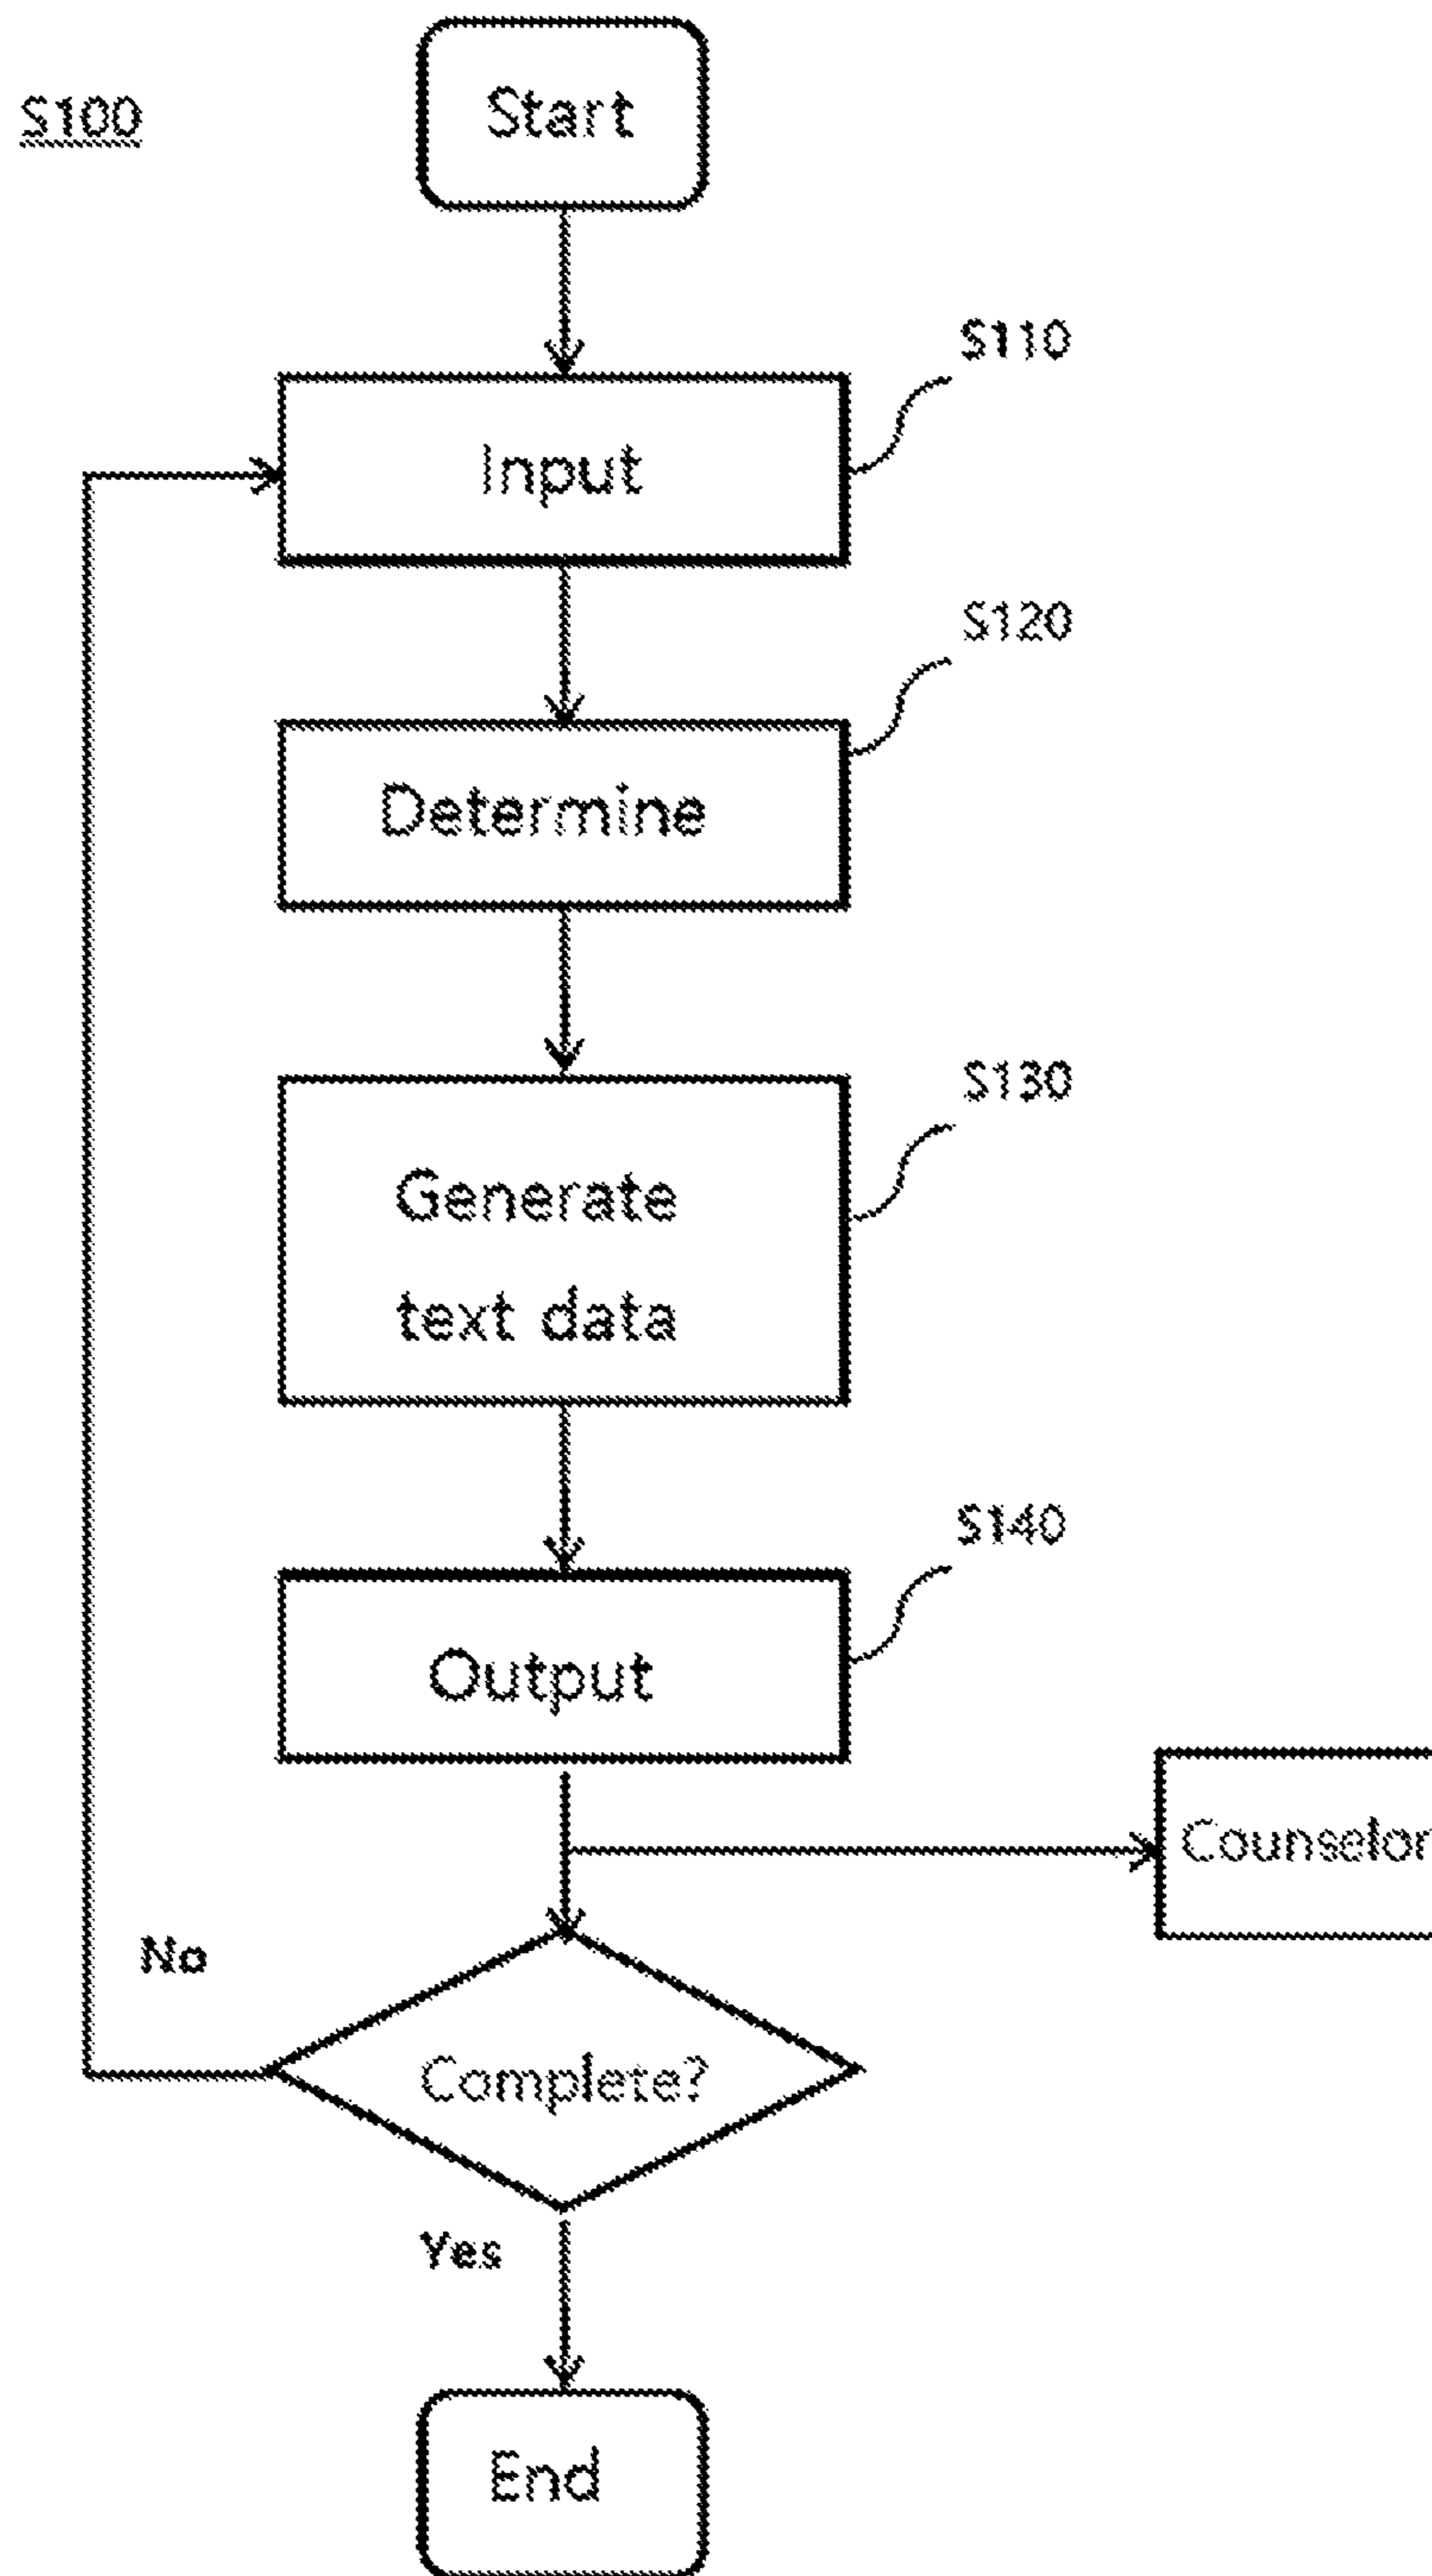 S100
Start
S110
Input
S120
Determine
S130
Generate
text data
S140
Output
Counselor
No
Complete?
Yes
End